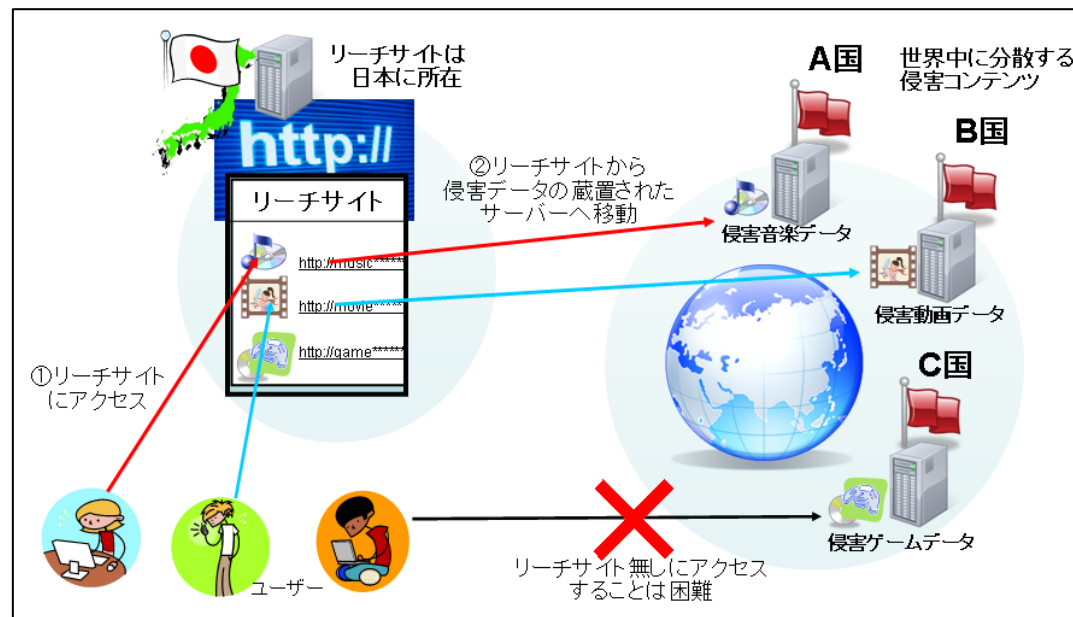 リーチサイトは
日本に所在
http://
リーチサイト
http://music******
http://movie******
http://game******
①リーチサイト
にアクセス
②リーチサイトから
侵害データの蔵置された
サーバーへ移動
A国
世界中に分散する
侵害コンテンツ
B国
侵害音楽データ
侵害動画データ
C国
侵害ゲームデータ
リーチサイト無しにアクセス
することは困難
ユーザー